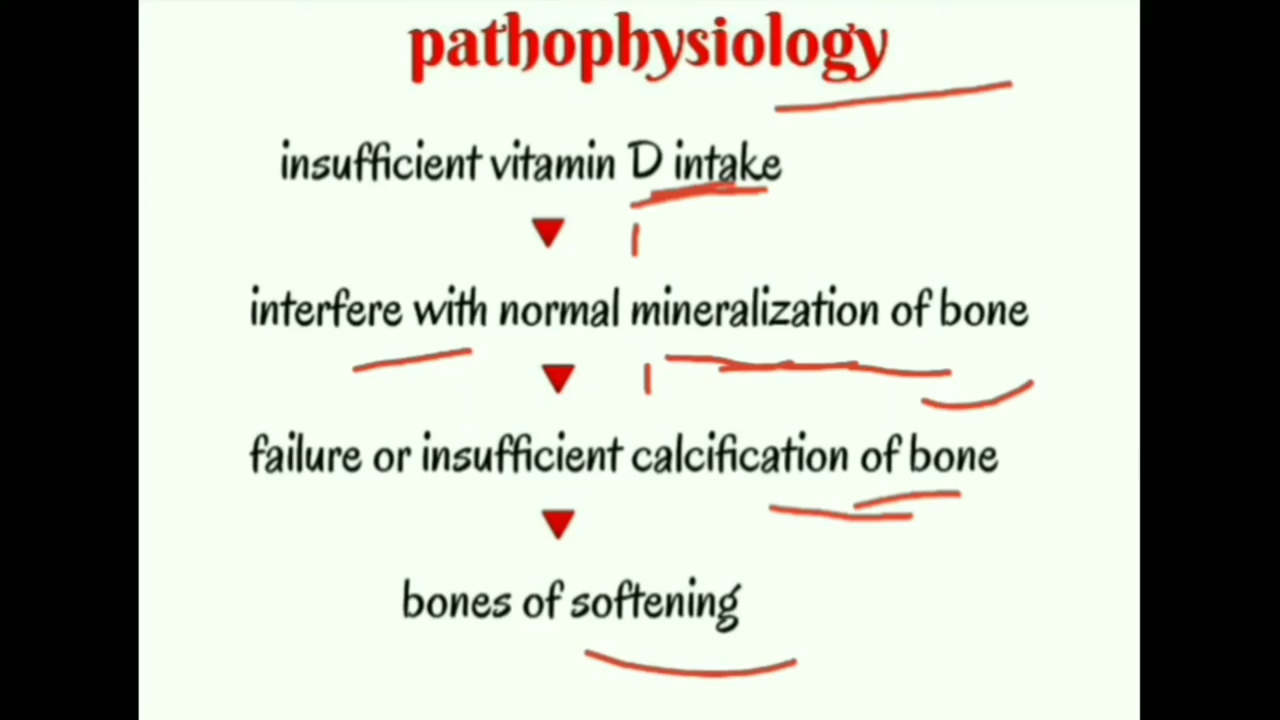 pathophysiology
insufficient vitamin D intake
interfere with normal mineralization of bone
failure or insufficient calcification of bone
bones of softening